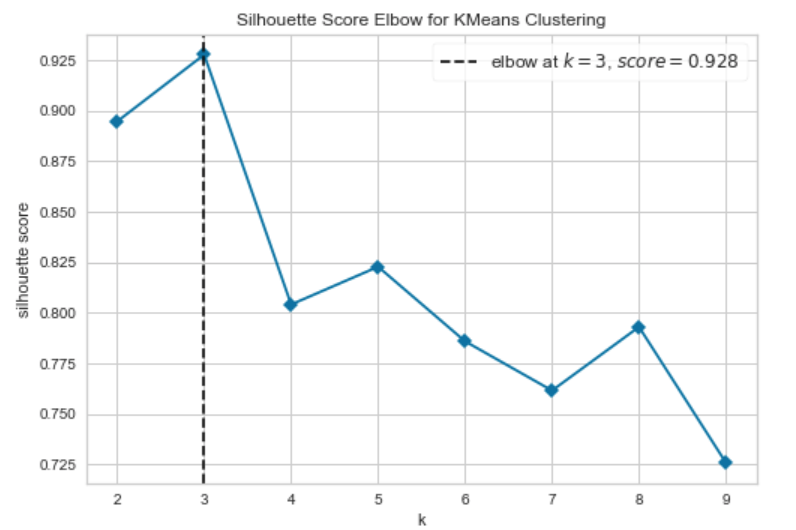 Silhouette Score Elbow for KMeans Clustering
elbow at k = 3, score = 0.928
silhouette score
0.925
0.900
0.875
0.850
0.825
0.800
0.775
0.750
0.725
2 3 4 5 6 7 8 9
k